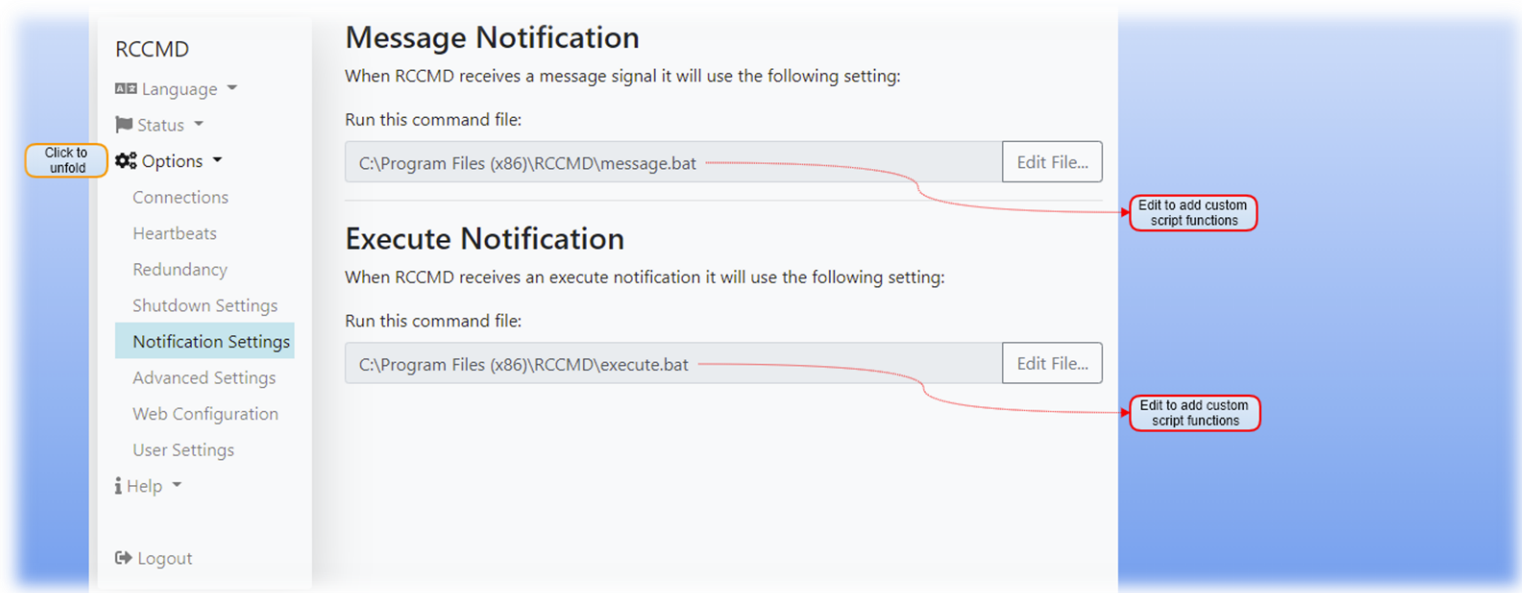 RCCMD
Language
Status
Click to
unfold
Options
Connections
Heartbeats
Redundancy
Shutdown Settings
Notification Settings
Advanced Settings
Web Configuration
User Settings
Help
Logout
Message Notification
When RCCMD receives a message signal it will use the following setting:
Run this command file:
C:\Program Files (x86)\RCCMD\message.bat
Edit File...
Edit to add custom
script functions
Execute Notification
When RCCMD receives an execute notification it will use the following setting:
Run this command file:
C:\Program Files (x86)\RCCMD\execute.bat
Edit File...
Edit to add custom
script functions